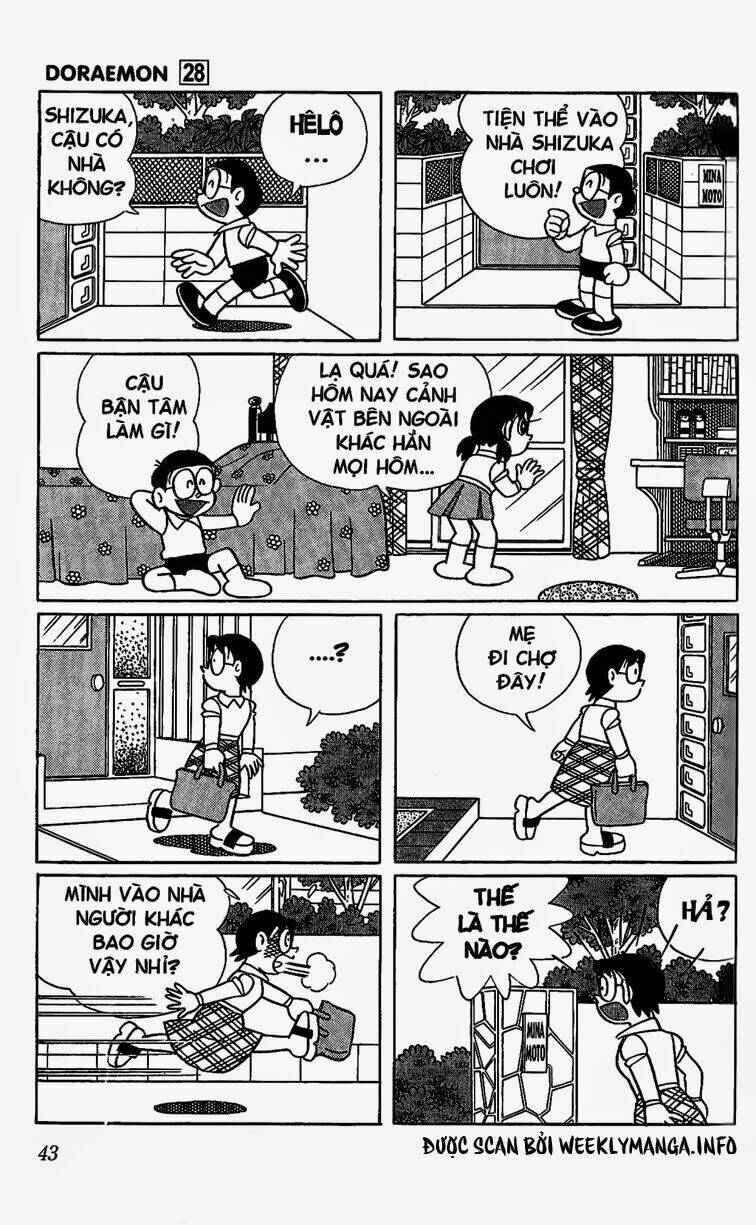 DORAEMON 28
TIỆN THỂ VÀO
NHÀ SHIZUKA
CHƠI
LUÔN!
MINA
MOTO
HÊLÔ
...
SHIZUKA,
CẬU CÓ
NHÀ
KHÔNG?
LẠ QUÁ! SAO
HÔM NAY CẢNH
VẬT BÊN NGOÀI
KHÁC HẲN
MỌI HÔM...
CẬU
BẬN TÂM
LÀM GÌ!
MẸ
ĐI CHỢ
ĐÂY!
....?
HẢ?
THẾ
LÀ THẾ
NÀO?
MINA
MOTO
MÌNH VÀO NHÀ
NGƯỜI KHÁC
BAO GIỜ
VẬY NHỈ?
43
ĐƯỢC SCAN BỞI WEEKLYMANGA.INFO